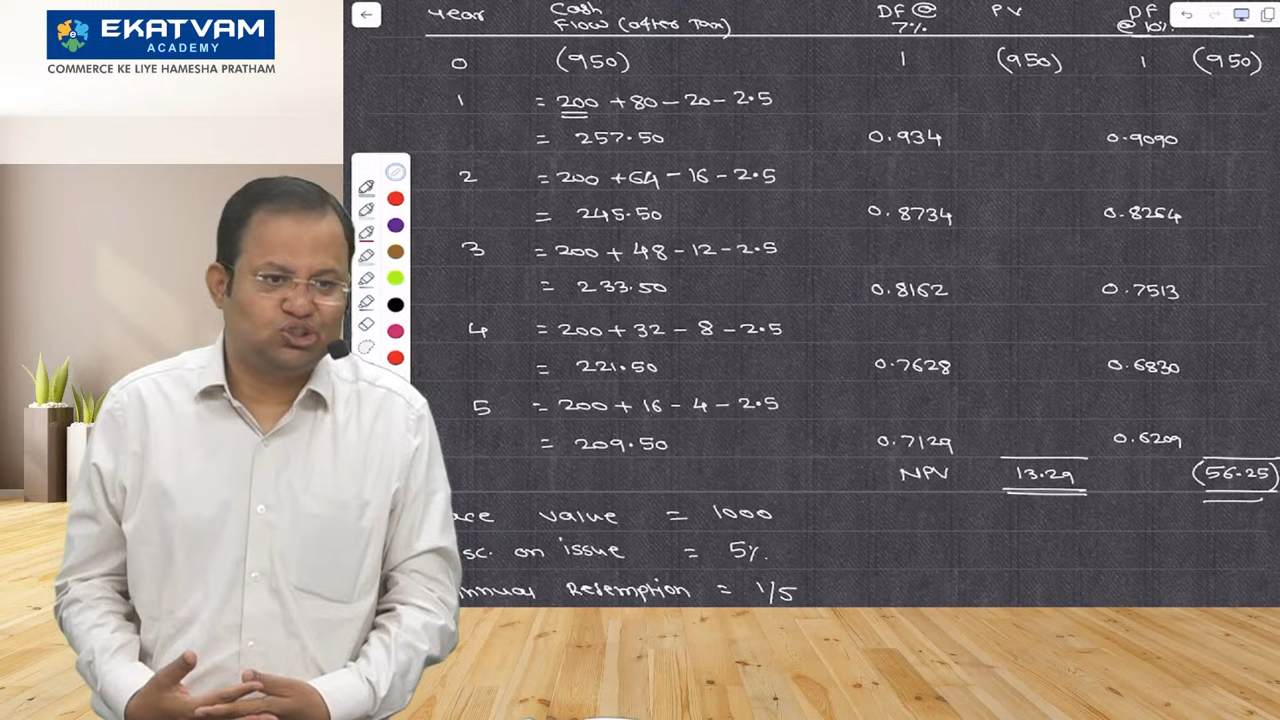 EKATVAM
ACADEMY
COMMERCE KE LIYE HAMESHA PRATHAM
Year Cash Flow (after Tax) DF @ 7% PV DF @ 10%
0 (950) 1 (950) 1 (950)
1 = 200 + 80 - 20 - 2.5
= 257.50 0.934 0.9090
2 = 200 + 64 - 16 - 2.5
= 245.50 0.8734 0.8264
3 = 200 + 48 - 12 - 2.5
= 233.50 0.8162 0.7513
4 = 200 + 32 - 8 - 2.5
= 221.50 0.7628 0.6830
5 = 200 + 16 - 4 - 2.5
= 209.50 0.7129 0.6209
NPV 13.29 (56.25)
ace value = 1000
sc. on issue = 5%.
nnual Redemption = 1/5